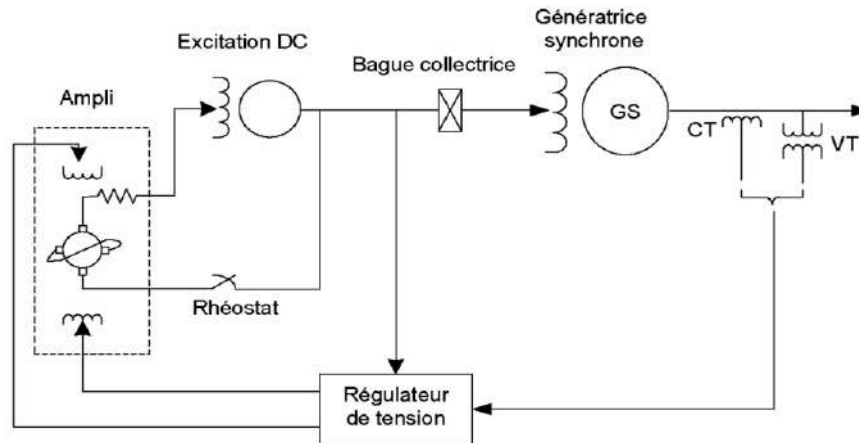 Génératrice
synchrone
Excitation DC
Bague collectrice
Ampli
GS
CT
VT
Rhéostat
Régulateur
de tension